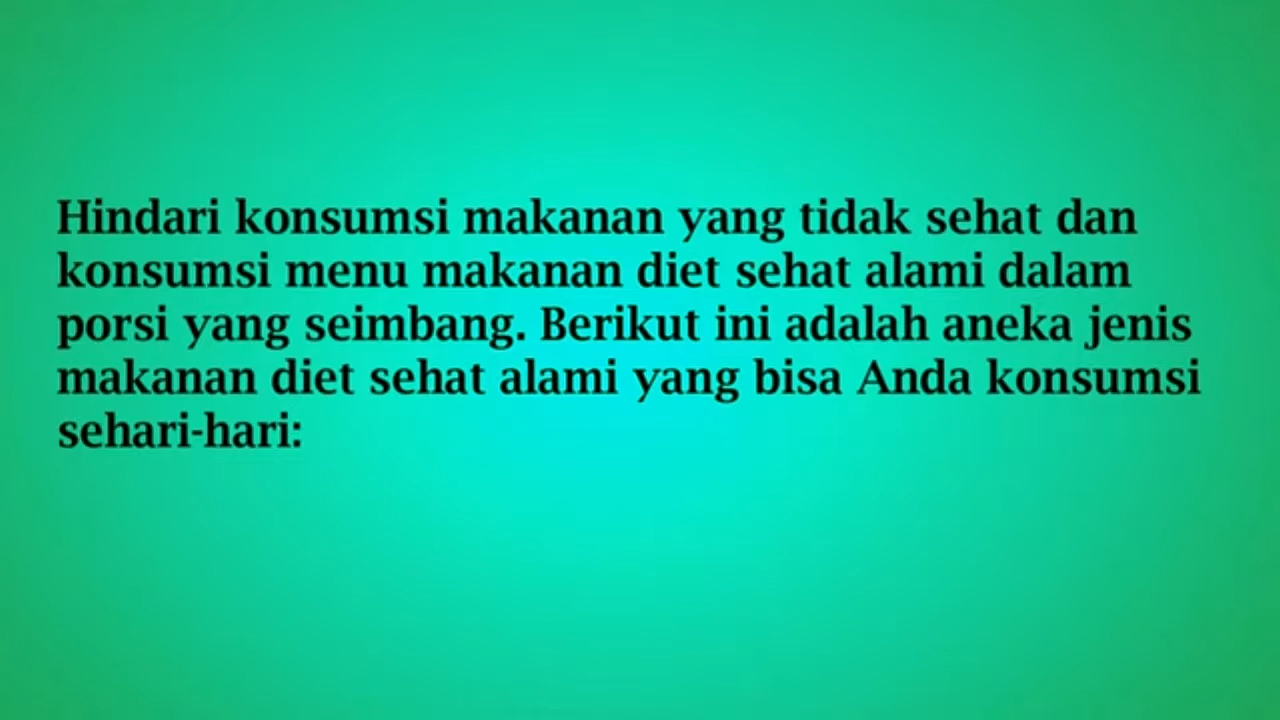 Hindari konsumsi makanan yang tidak sehat dan
konsumsi menu makanan diet sehat alami dalam
porsi yang seimbang. Berikut ini adalah aneka jenis
makanan diet sehat alami yang bisa Anda konsumsi
sehari-hari: